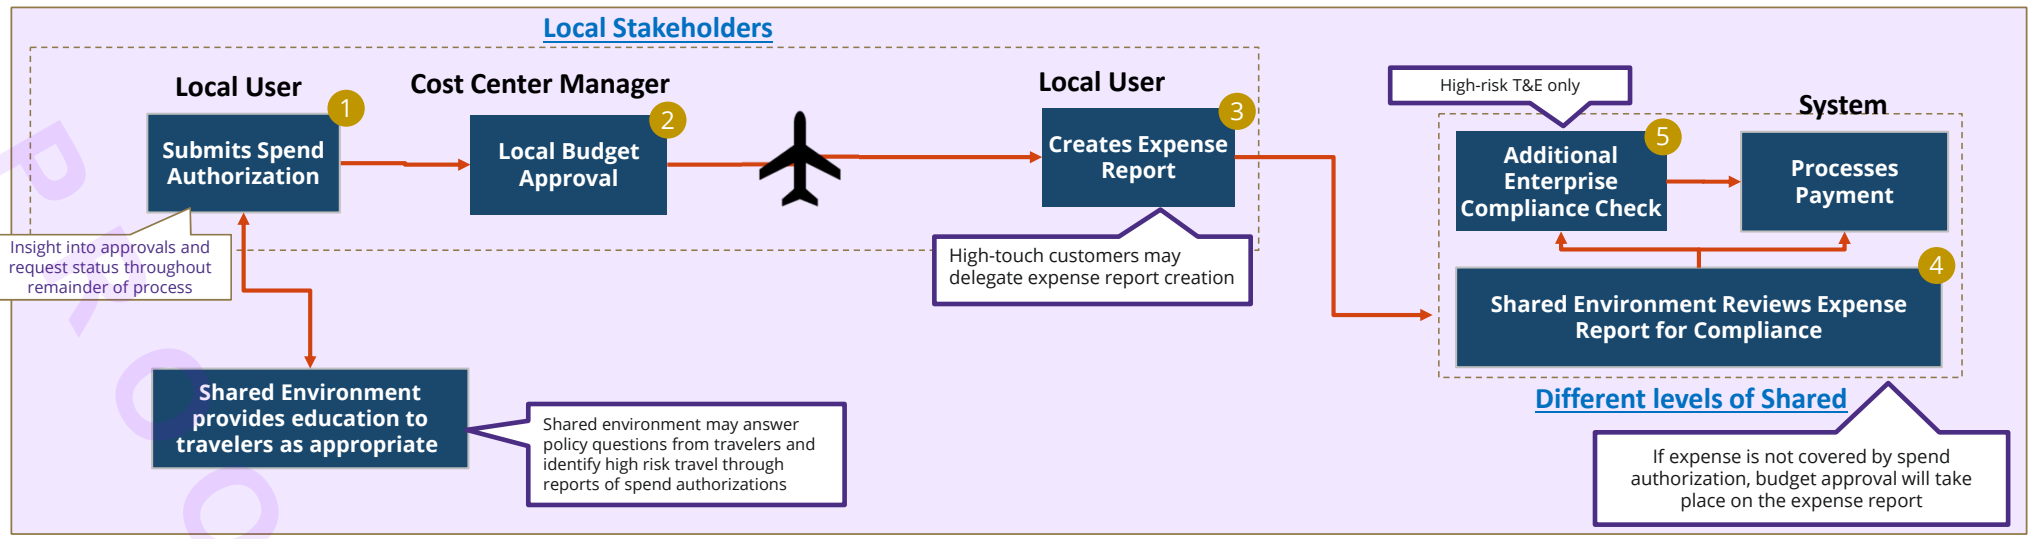 Local Stakeholders
Local User
1
Submits Spend
Authorization
Insight into approvals and
request status throughout
remainder of process
Cost Center Manager
2
Local Budget
Approval
Local User
3
Creates Expense
Report
High-touch customers may
delegate expense report creation
Shared Environment
provides education to
travelers as appropriate
Shared environment may answer
policy questions from travelers and
identify high risk travel through
reports of spend authorizations
High-risk T&E only
5
Additional
Enterprise
Compliance Check
System
Processes
Payment
4
Shared Environment Reviews Expense
Report for Compliance
Different levels of Shared
If expense is not covered by spend
authorization, budget approval will take
place on the expense report
P R O C